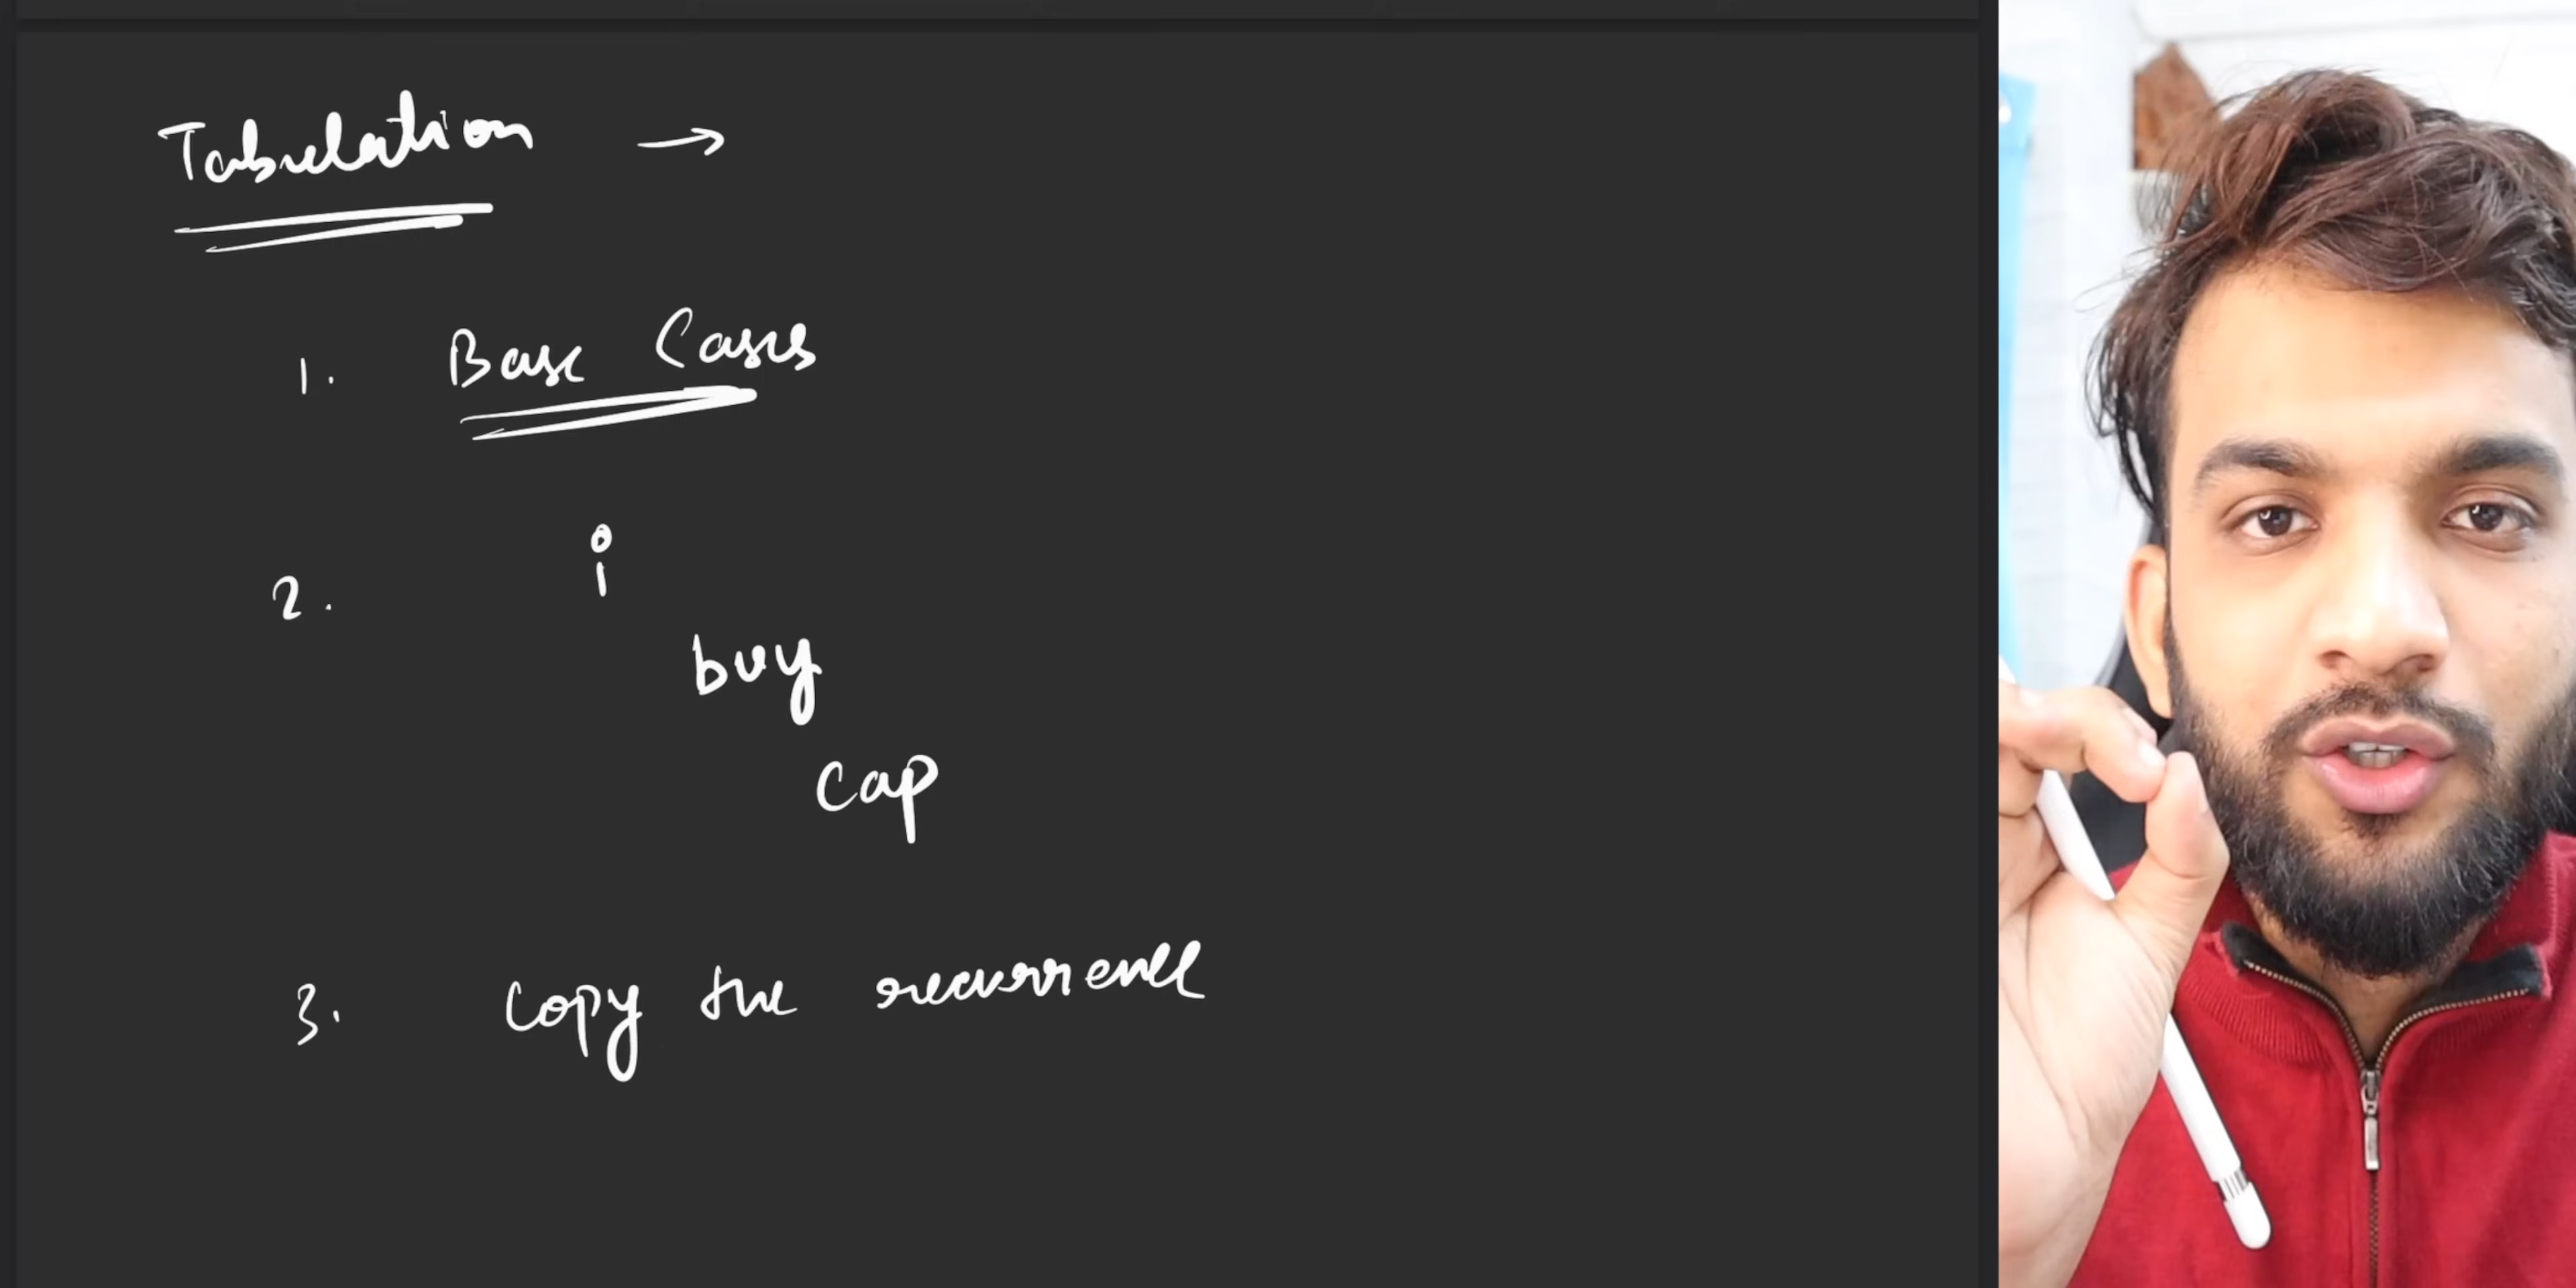 Tabulation →
1. Base Cases
2. i
buy
cap
3. Copy the recurrence